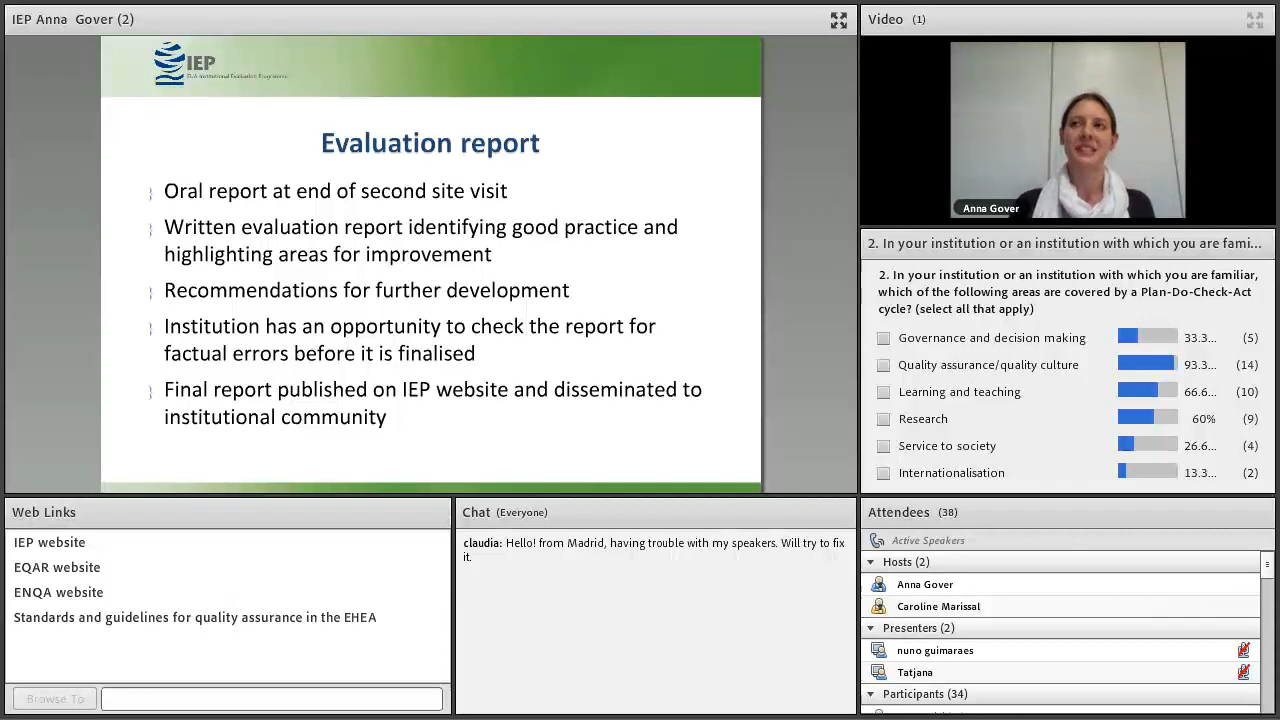 IEP Anna Gover (2)
IEP
EUA Institutional Evaluation Programme
Evaluation report
Oral report at end of second site visit
Written evaluation report identifying good practice and
highlighting areas for improvement
Recommendations for further development
Institution has an opportunity to check the report for
factual errors before it is finalised
Final report published on IEP website and disseminated to
institutional community
Video (1)
Anna Gover
2. In your institution or an institution with which you are fami...
2. In your institution or an institution with which you are familiar,
which of the following areas are covered by a Plan-Do-Check-Act
cycle? (select all that apply)
Governance and decision making 33.3... (5)
Quality assurance/quality culture 93.3... (14)
Learning and teaching 66.6... (10)
Research 60% (9)
Service to society 26.6... (4)
Internationalisation 13.3... (2)
Web Links
IEP website
EQAR website
ENQA website
Standards and guidelines for quality assurance in the EHEA
Browse To
Chat (Everyone)
claudia: Hello! from Madrid, having trouble with my speakers. Will try to fix
it.
Attendees (38)
Active Speakers
Hosts (2)
Anna Gover
Caroline Marissal
Presenters (2)
nuno guimaraes
Tatjana
Participants (34)